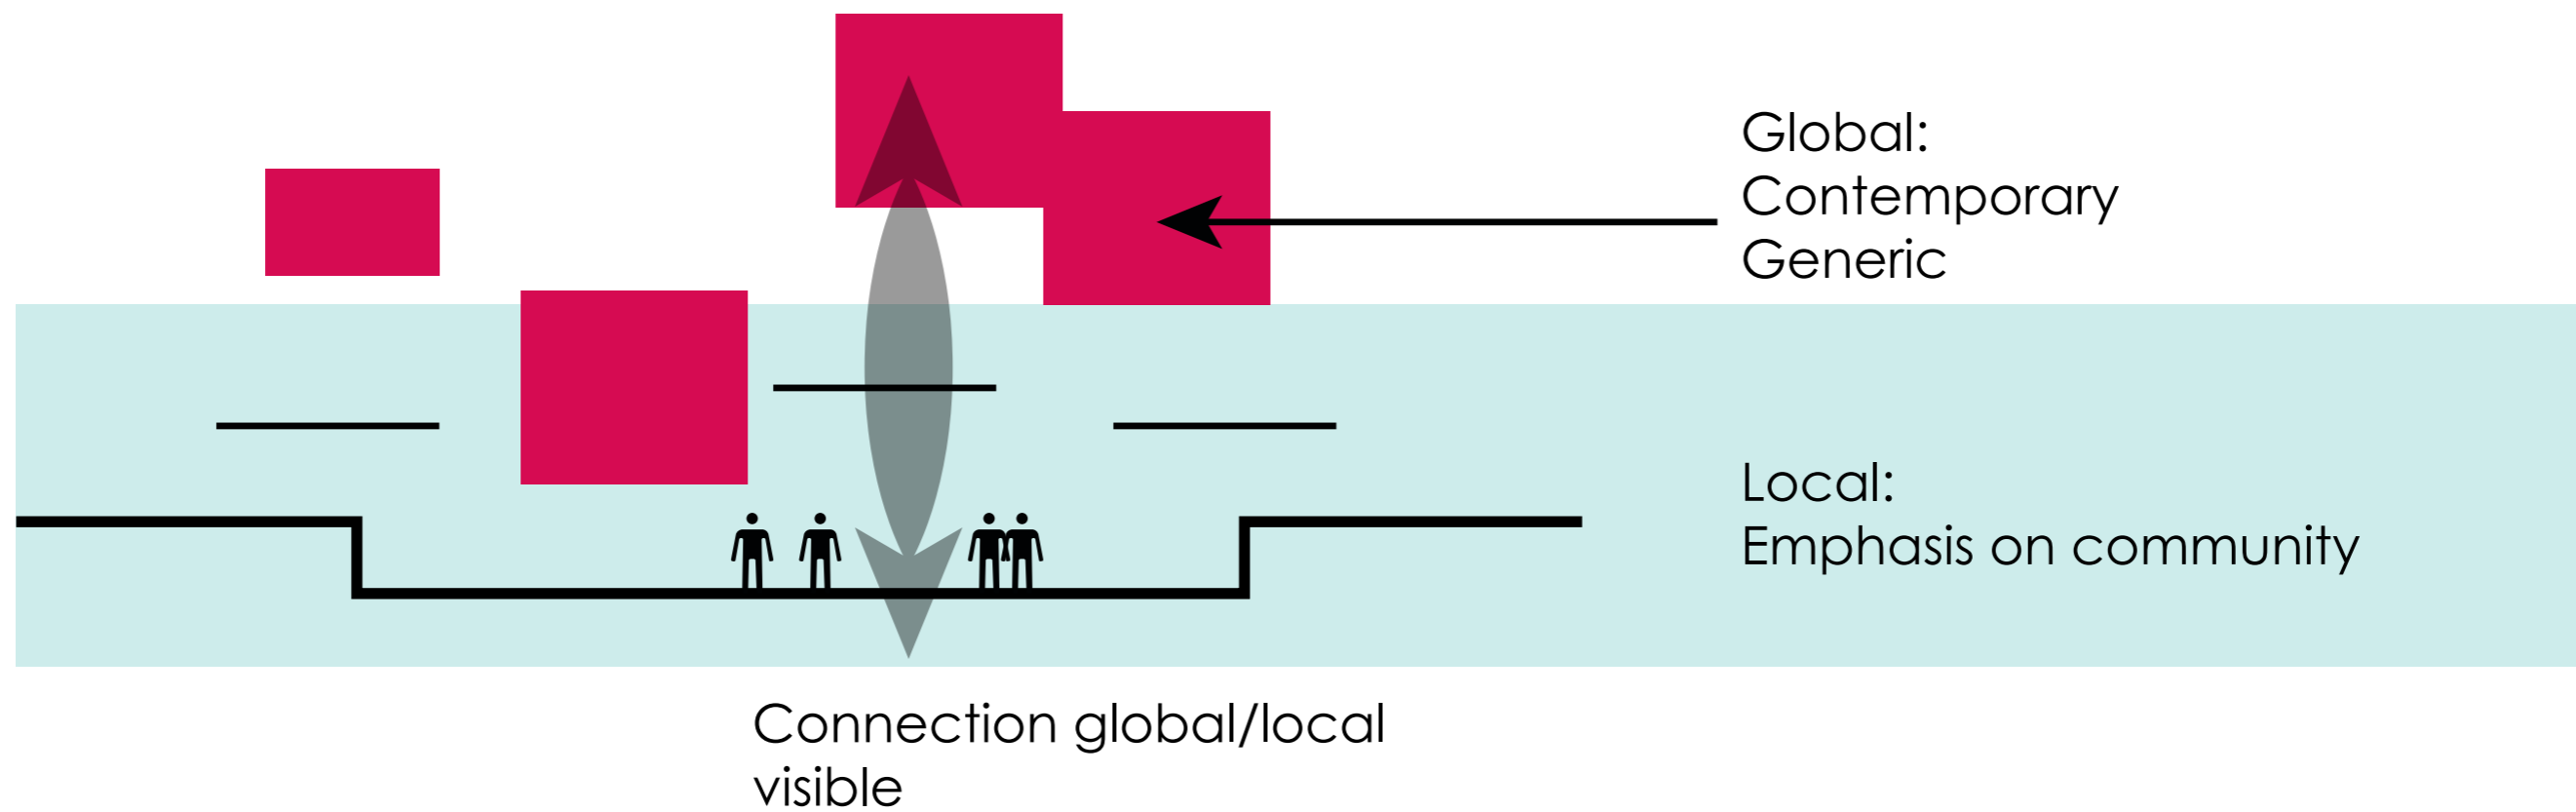 Global:
Contemporary
Generic
Local:
Emphasis on community
Connection global/local
visible